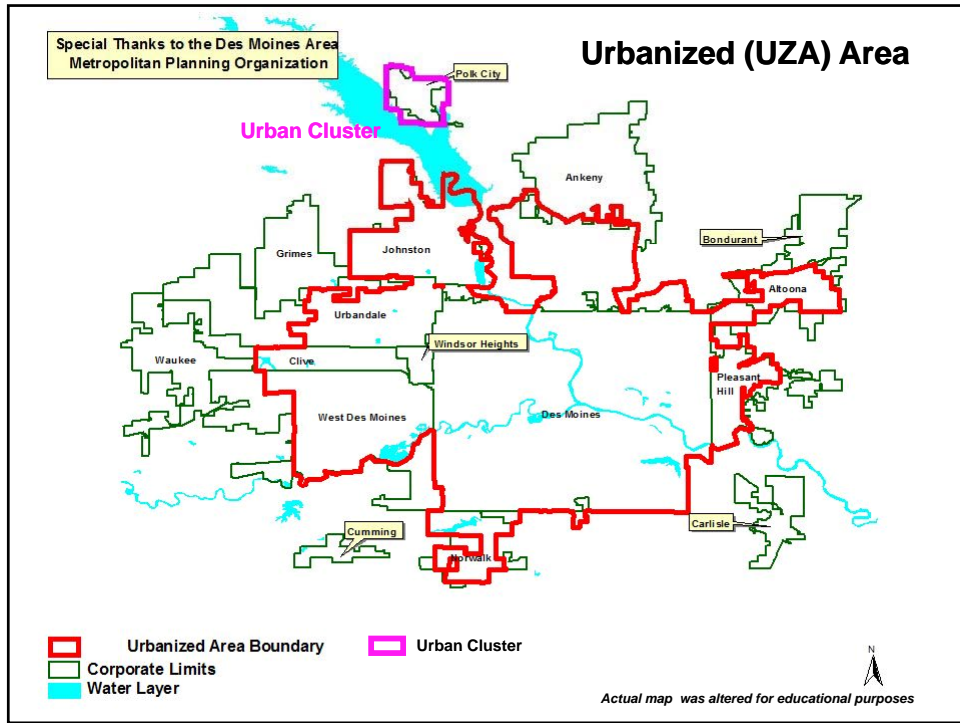 Special Thanks to the Des Moines Area
Metropolitan Planning Organization
Urbanized (UZA) Area
Polk City
Urban Cluster
Ankeny
Bondurant
Johnston
Grimes
Altoona
Urbandale
Windsor Heights
Waukee
Clive
Pleasant
Hill
West Des Moines
Des Moines
Carlisle
Cumming
Norwalk
Urbanized Area Boundary
Urban Cluster
Corporate Limits
Water Layer
N
Actual map was altered for educational purposes